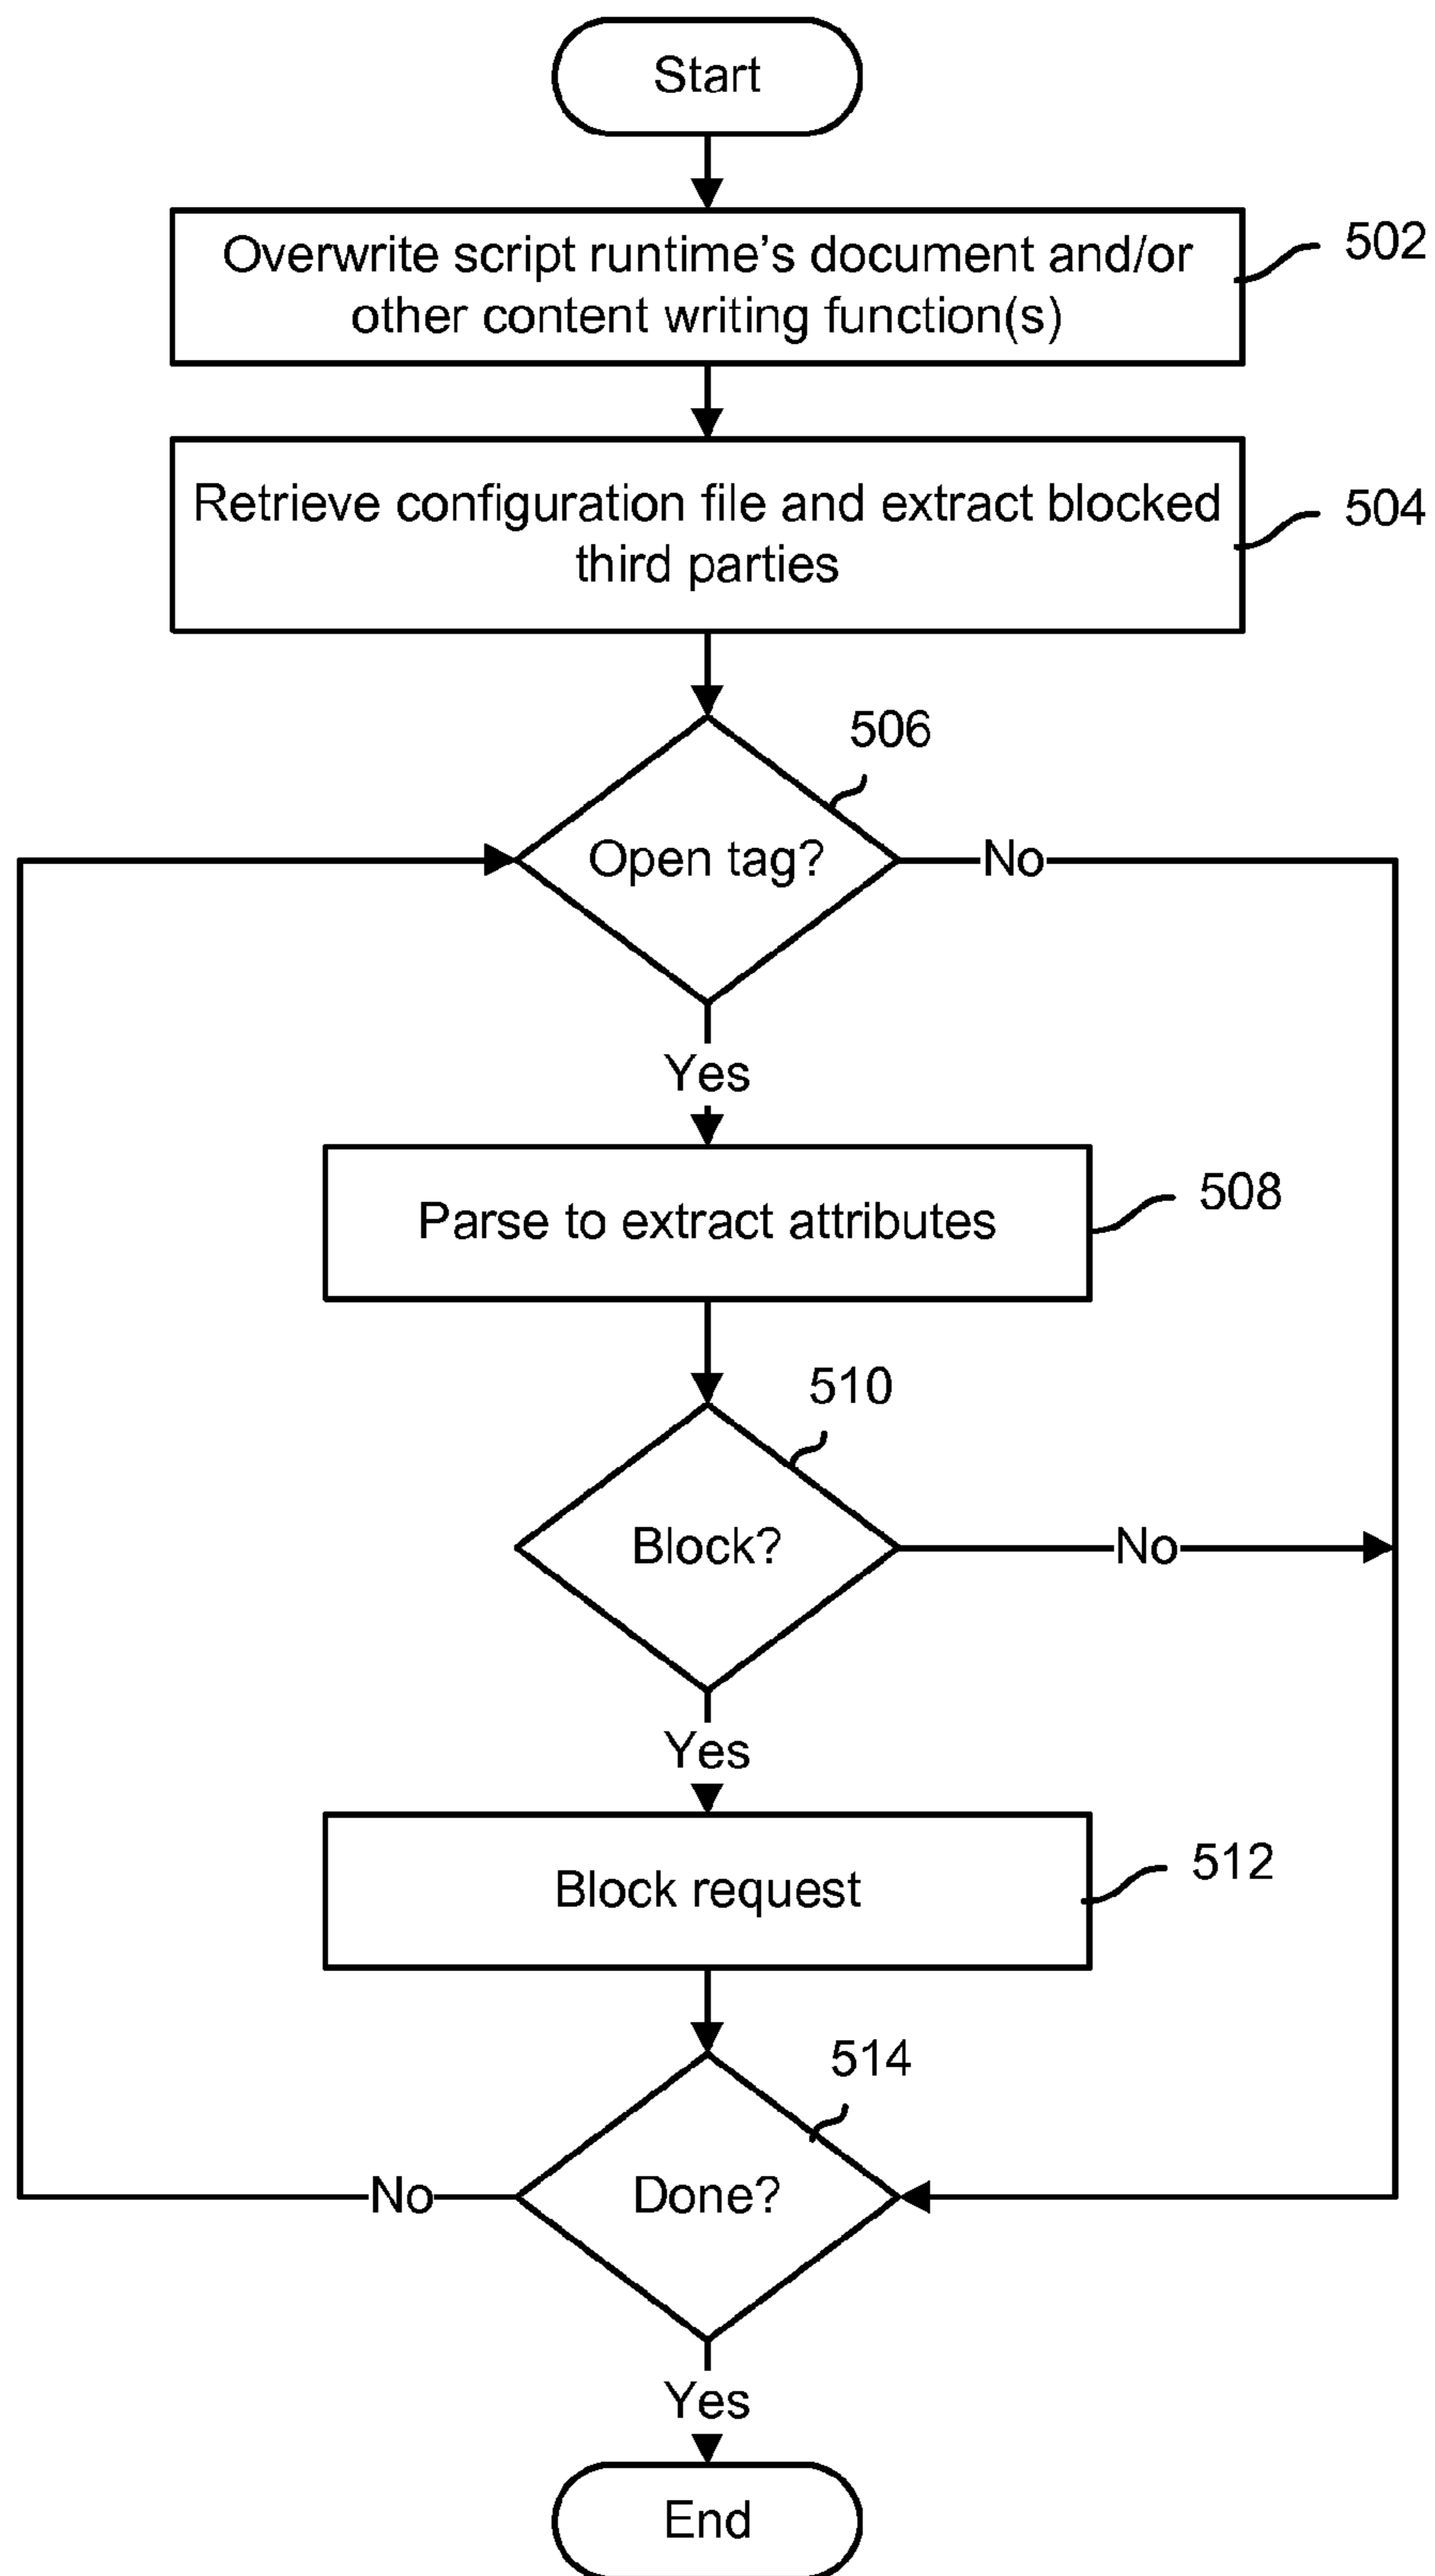 Start
Overwrite script runtime's document and/or
other content writing function(s)
502
Retrieve configuration file and extract blocked
third parties
504
506
Open tag?
No
Yes
Parse to extract attributes
508
510
Block?
No
Yes
Block request
512
514
Done?
No
Yes
End